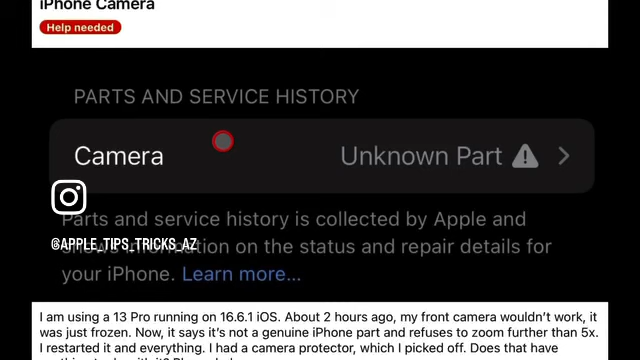 iPhone Camera
Help needed
PARTS AND SERVICE HISTORY
Camera Unknown Part
Parts and service history is collected by Apple and
@APPLE_TIPS_TRICKS_AZ
shows information on the status and repair details for
your iPhone. Learn more...
I am using a 13 Pro running on 16.6.1 iOS. About 2 hours ago, my front camera wouldn't work, it
was just frozen. Now, it says it's not a genuine iPhone part and refuses to zoom further than 5x.
I restarted it and everything. I had a camera protector, which I picked off. Does that have